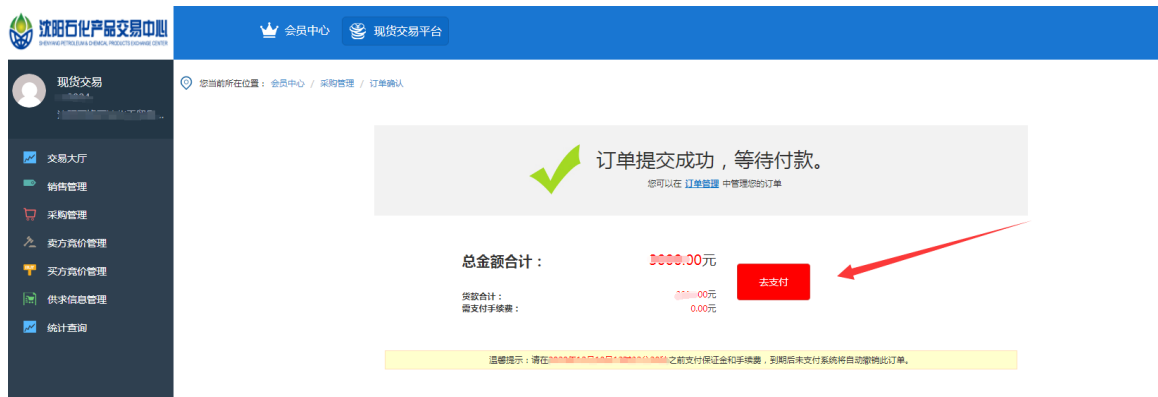 沈阳石化产品交易中心
SHENYANG PETROLEUM & CHEMICAL PRODUCTS EXCHANGE CENTER
会员中心 现货交易平台
现货交易
您当前所在位置： 会员中心 / 采购管理 / 订单确认
交易大厅
销售管理
采购管理
卖方竞价管理
买方竞价管理
供求信息管理
统计查询
订单提交成功，等待付款。
您可以在 订单管理 中管理您的订单
总金额合计： 00元
去支付
货款合计： 00元
需支付手续费： 0.00元
温馨提示：请在 之前支付保证金和手续费，到期后未支付系统将自动撤销此订单。